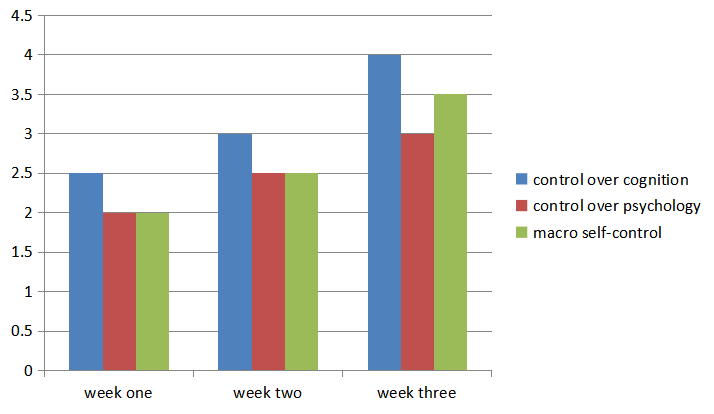 4.5
4
3.5
3
2.5
2
1.5
1
0.5
0
week one
week two
week three
control over cognition
control over psychology
macro self-control